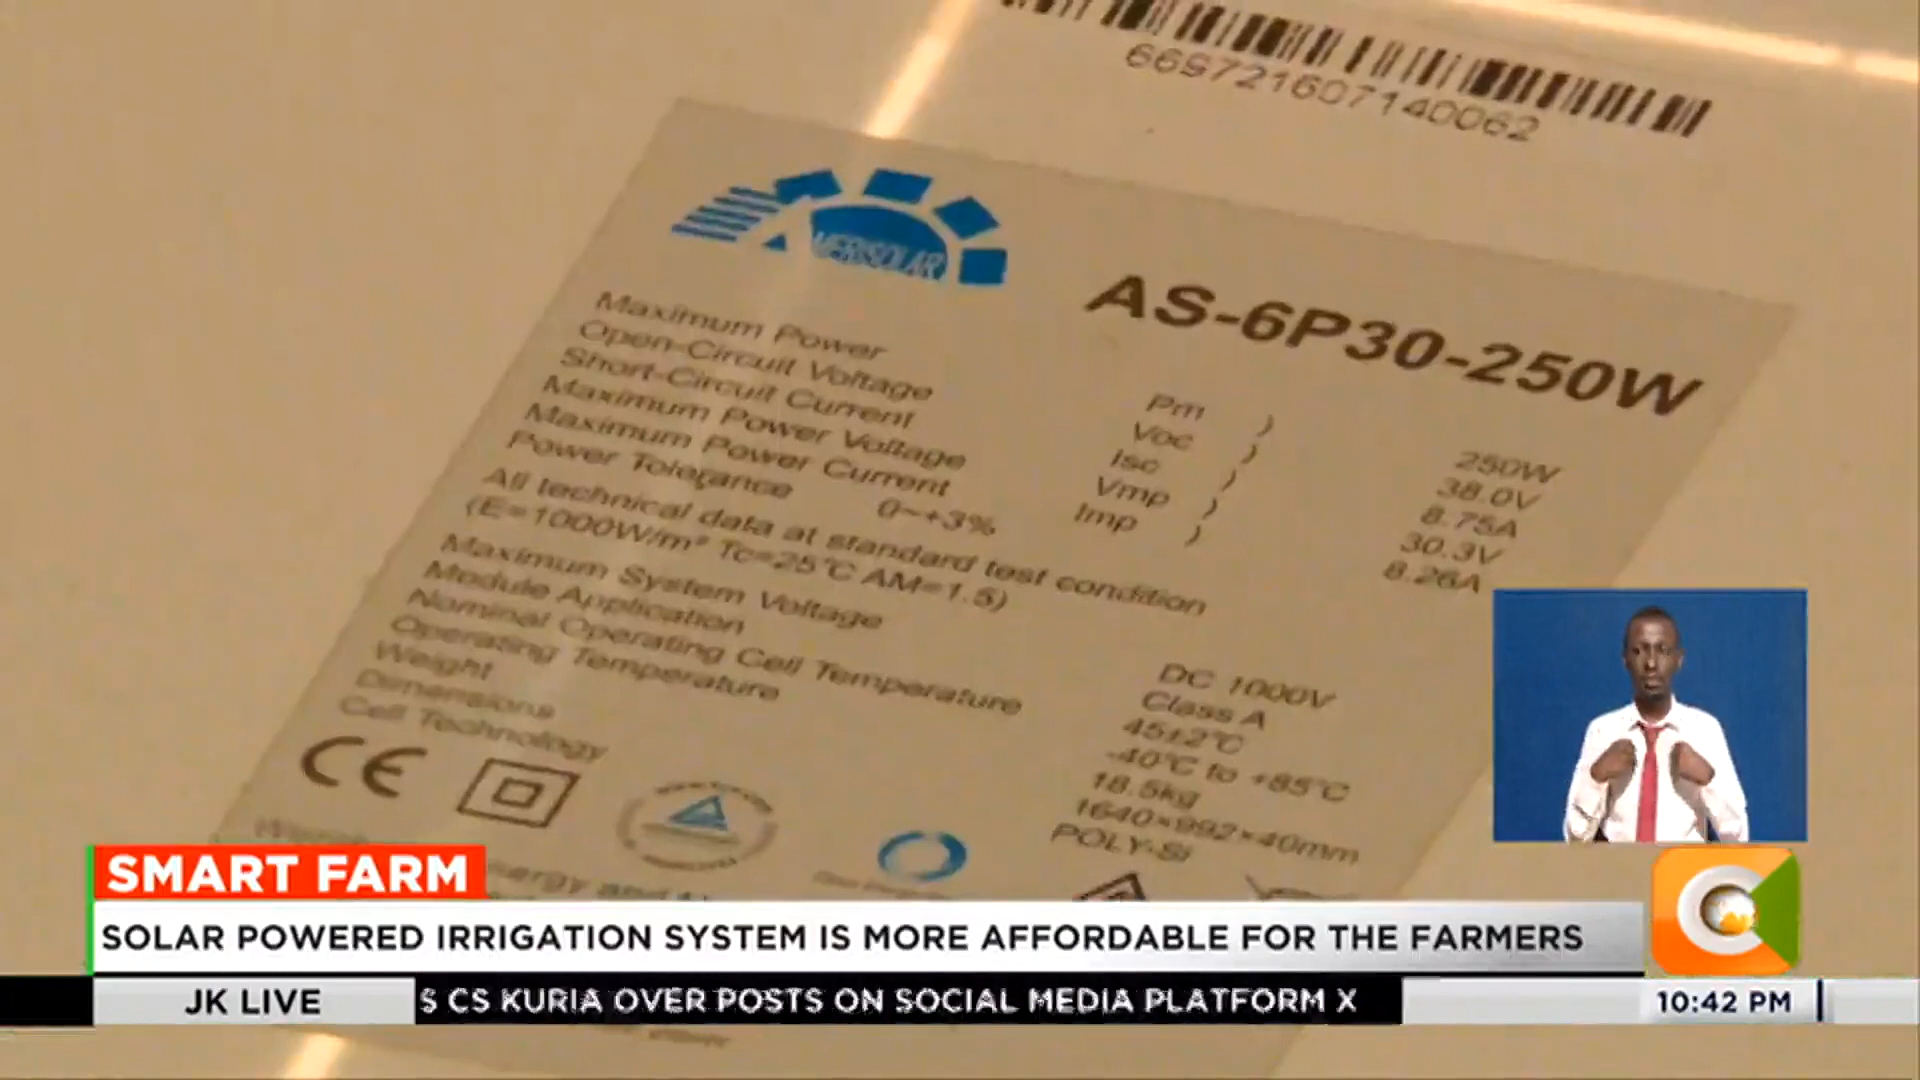 669721607140062
AMERISOLAR
AS-6P30-250W
Maximum Power Pm ) 250W
Open-Circuit Voltage Voc ) 38.0V
Short-Circuit Current Isc ) 8.75A
Maximum Power Voltage Vmp ) 30.3V
Maximum Power Current Imp ) 8.26A
Power Tolerance 0~+3%
All technical data at standard test condition
(E=1000W/m² Tc=25℃ AM=1.5)
Maximum System Voltage DC 1000V
Module Application Class A
Nominal Operating Cell Temperature 45±2℃
Operating Temperature -40℃ to +85℃
Weight 18.5kg
Dimensions 1640×992×40mm
Cell Technology POLY-Si
CE
SMART FARM
SOLAR POWERED IRRIGATION SYSTEM IS MORE AFFORDABLE FOR THE FARMERS
JK LIVE
S CS KURIA OVER POSTS ON SOCIAL MEDIA PLATFORM X
10:42 PM